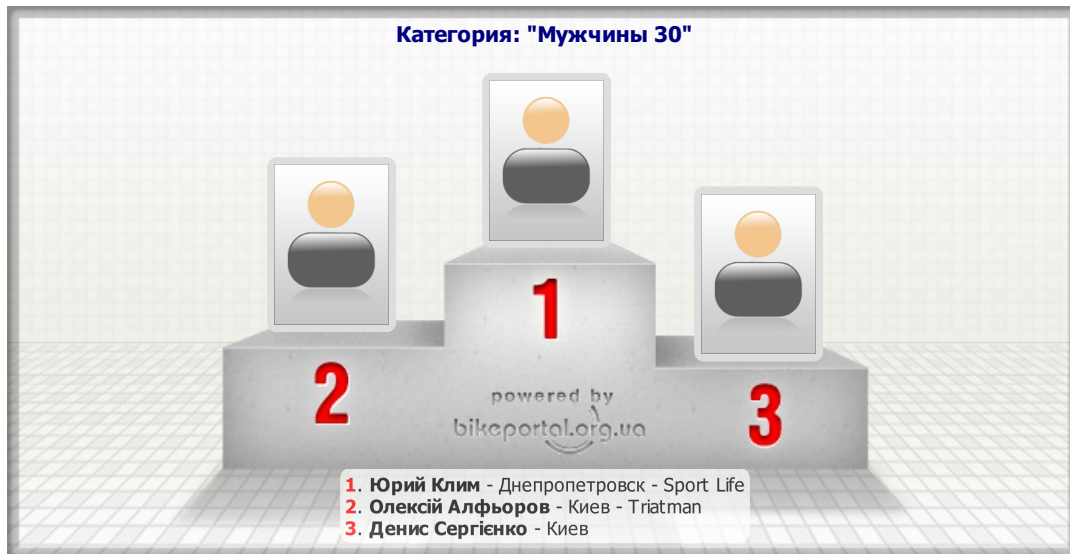 Категория: "Мужчины 30"
1
2
3
powered by
bikeportal.org.ua
1. Юрий Клим - Днепропетровск - Sport Life
2. Олексій Алфьоров - Киев - Triatman
3. Денис Сергієнко - Киев